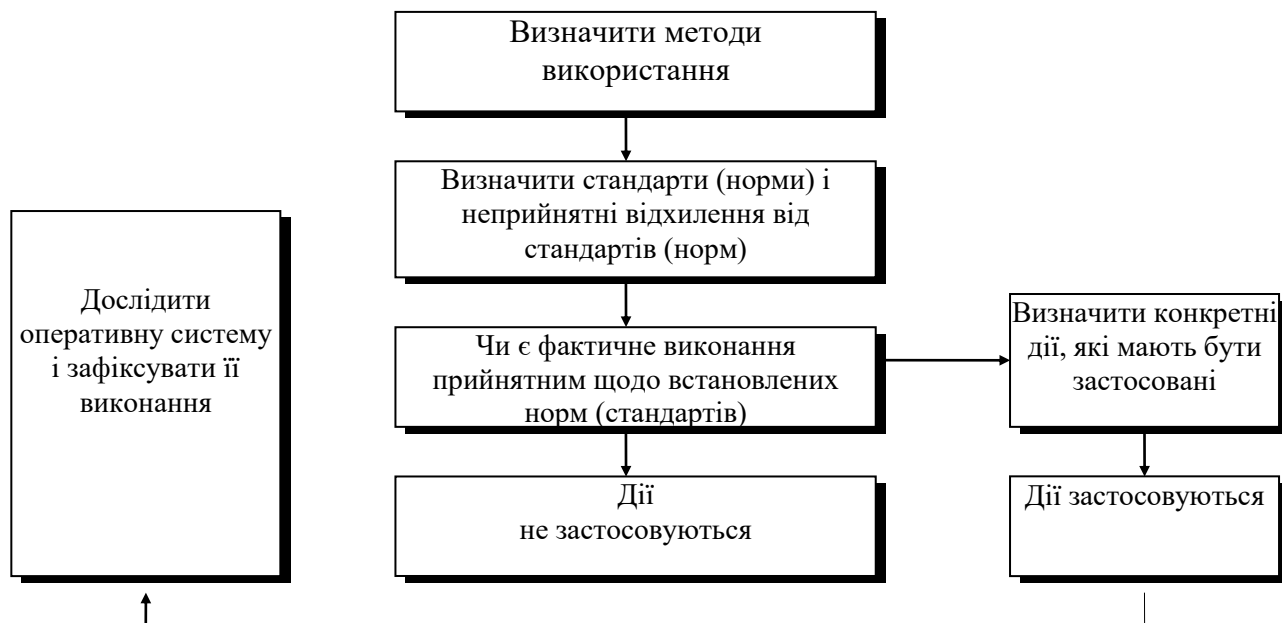 Визначити методи
використання
Визначити стандарти (норми) і
неприйнятні відхилення від
стандартів (норм)
Дослідити
оперативну систему
і зафіксувати її
виконання
Чи є фактичне виконання
прийнятним щодо встановлених
норм (стандартів)
Визначити конкретні
дії, які мають бути
застосовані
Дії
не застосовуються
Дії застосовуються